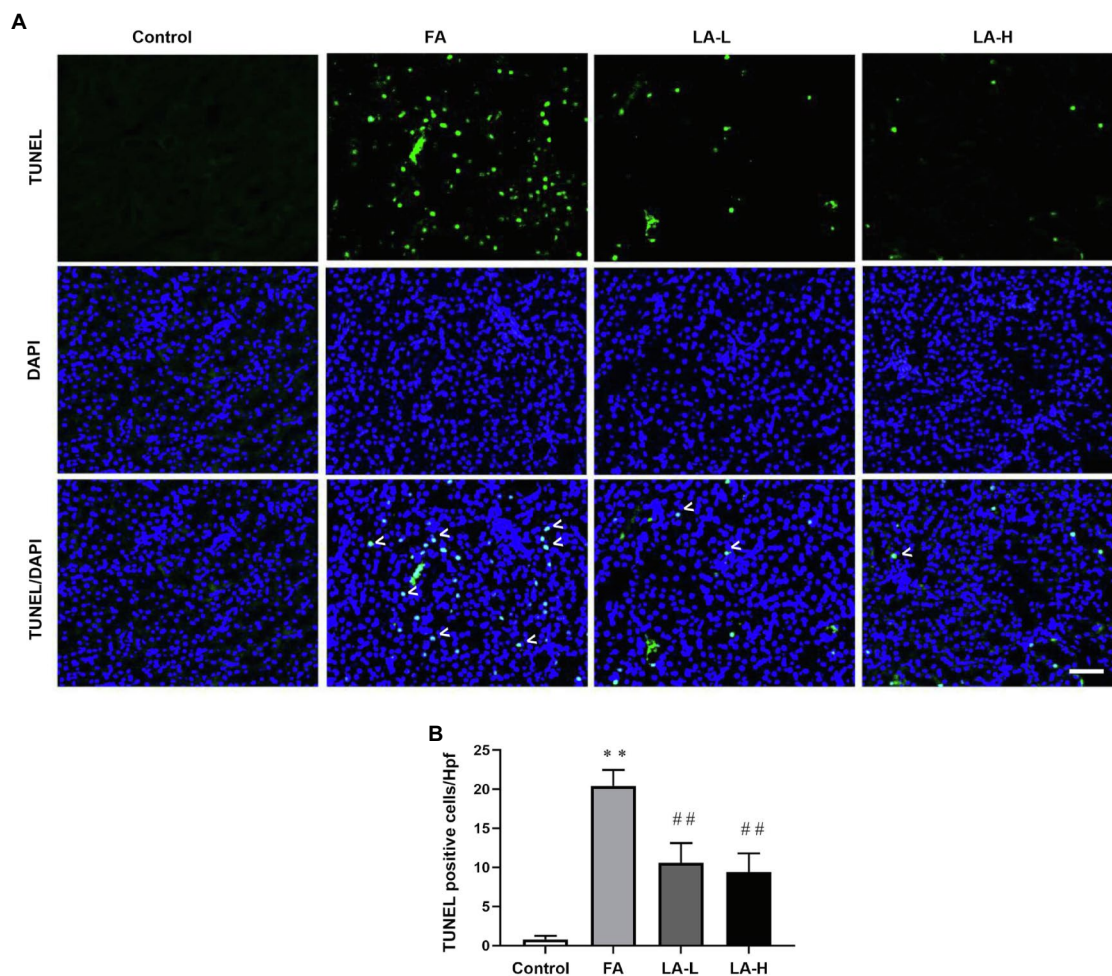 A
Control FA LA-L LA-H
TUNEL
DAPI
TUNEL/DAPI
B
TUNEL positive cells/Hpf
25
20
15
10
5
0
**
##
##
Control FA LA-L LA-H